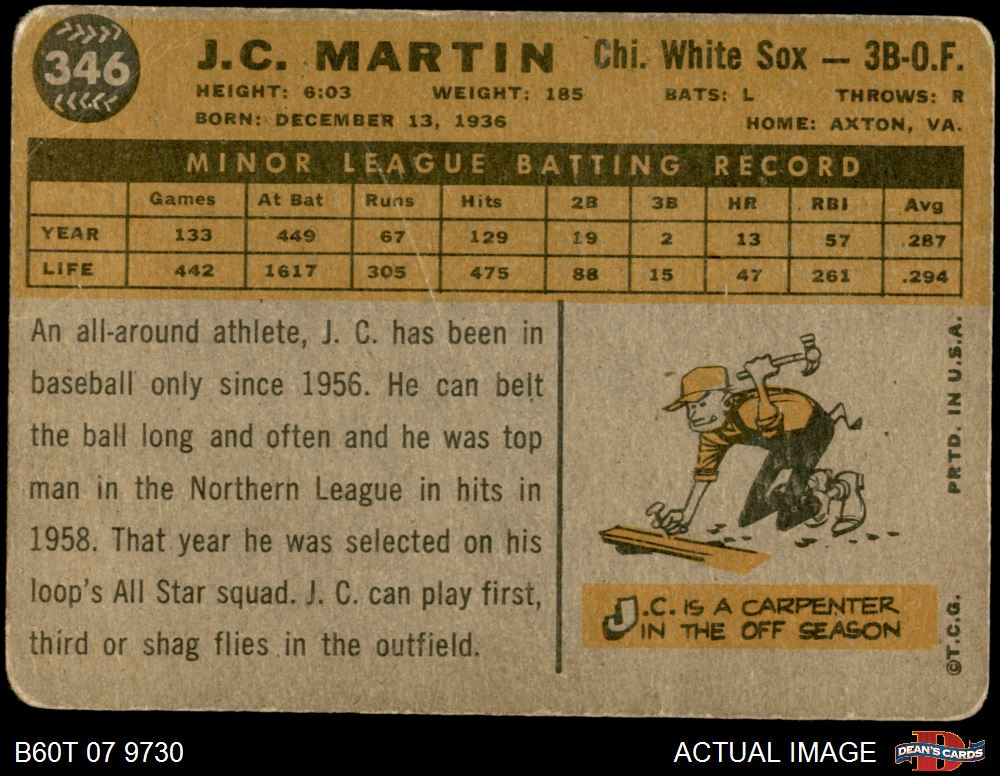 346
J.C. MARTIN Chi. White Sox — 3B-O.F.
HEIGHT: 6:03 WEIGHT: 185 BATS: L THROWS: R
BORN: DECEMBER 13, 1936 HOME: AXTON, VA.
MINOR LEAGUE BATTING RECORD
Games At Bat Runs Hits 2B 3B HR RBI Avg
YEAR 133 449 67 129 19 2 13 57 .287
LIFE 442 1617 305 475 88 15 47 261 .294
An all-around athlete, J. C. has been in
baseball only since 1956. He can belt
the ball long and often and he was top
man in the Northern League in hits in
1958. That year he was selected on his
loop's All Star squad. J. C. can play first,
third or shag flies in the outfield.
J.C. IS A CARPENTER
IN THE OFF SEASON
©T.C.G. PRTD. IN U.S.A.
B60T 07 9730 ACTUAL IMAGE DEAN'S CARDS